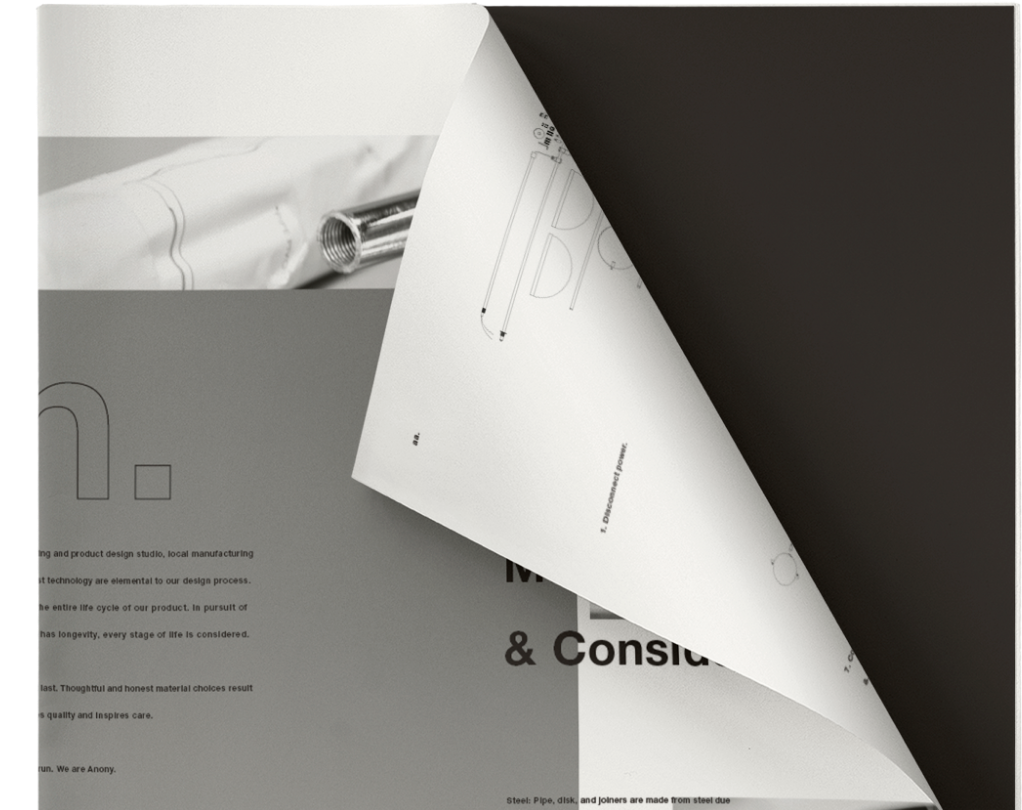 n.
ing and product design studio, local manufacturing
st technology are elemental to our design process.
he entire life cycle of our product. In pursuit of
has longevity, every stage of life is considered.
last. Thoughtful and honest material choices result
s quality and inspires care.
run. We are Anony.
aa.
1. Disconnect power.
M
& Consid
Steel: Pipe, disk, and joiners are made from steel due